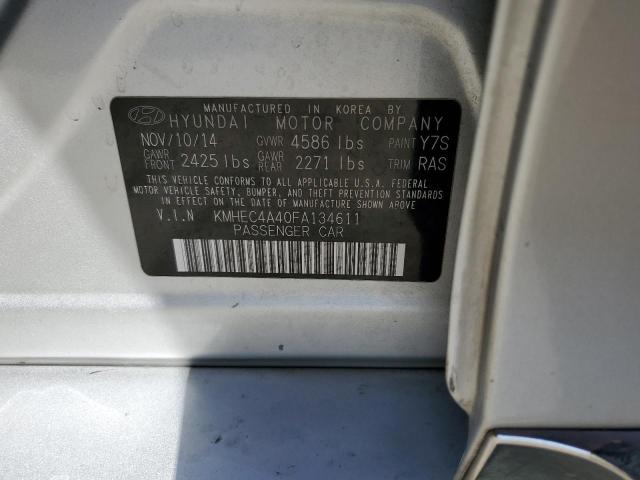 MANUFACTURED IN KOREA BY
HYUNDAI MOTOR COMPANY
NOV/10/14 GVWR 4586 lbs PAINT Y7S
GAWR FRONT 2425 lbs GAWR REAR 2271 lbs TRIM RAS
THIS VEHICLE CONFORMS TO ALL APPLICABLE U.S.A. FEDERAL
MOTOR VEHICLE SAFETY, BUMPER, AND THEFT PREVENTION STANDARDS
IN EFFECT ON THE DATE OF MANUFACTURE SHOWN ABOVE
V.I.N KMHEC4A40FA134611
PASSENGER CAR